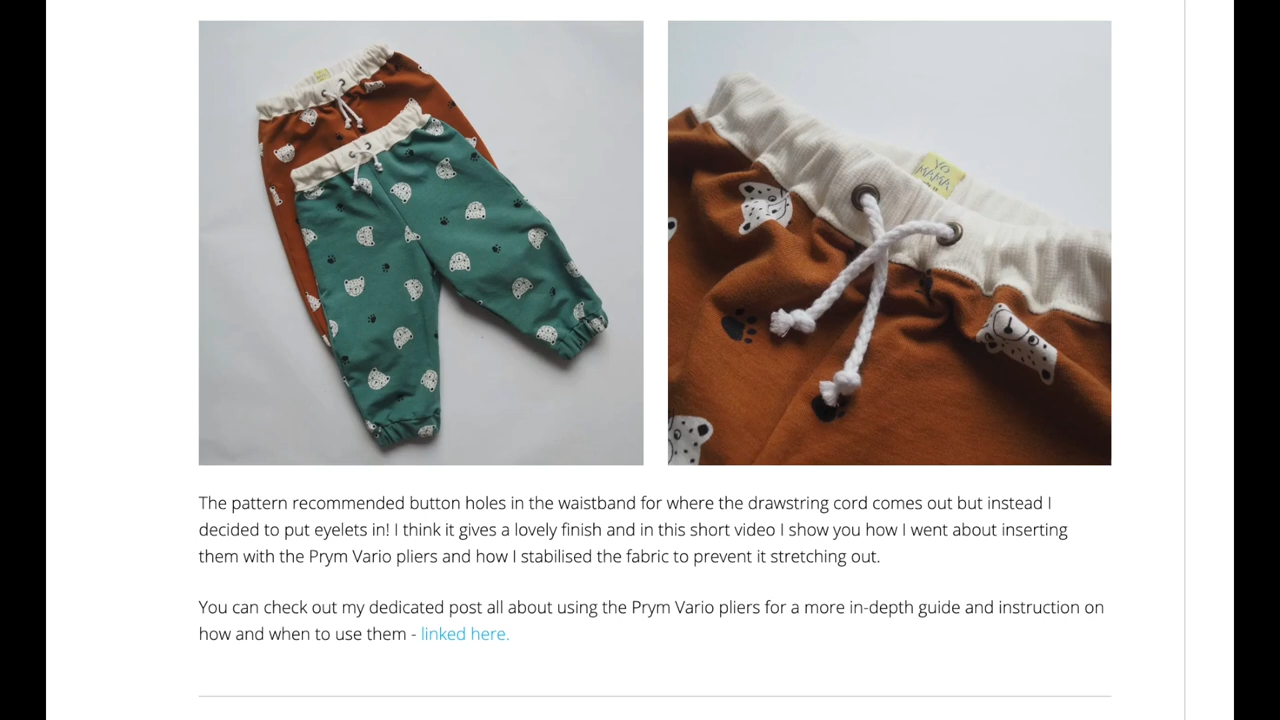 YO
MAMA
The pattern recommended button holes in the waistband for where the drawstring cord comes out but instead I
decided to put eyelets in! I think it gives a lovely finish and in this short video I show you how I went about inserting
them with the Prym Vario pliers and how I stabilised the fabric to prevent it stretching out.
You can check out my dedicated post all about using the Prym Vario pliers for a more in-depth guide and instruction on
how and when to use them - linked here.